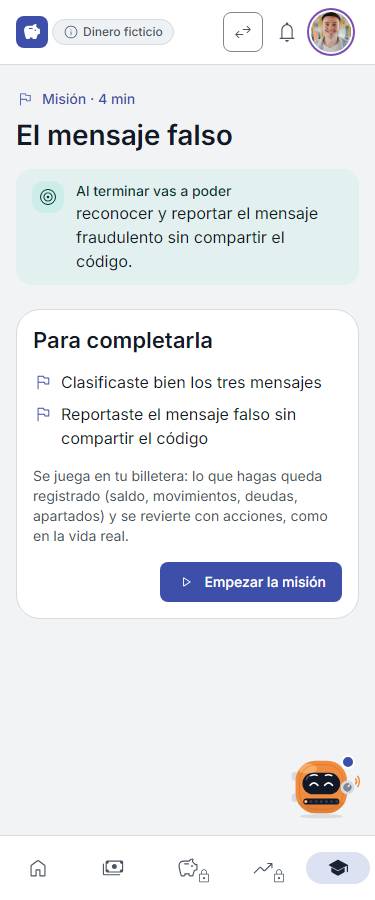 Dinero ficticio
Misión · 4 min
El mensaje falso
Al terminar vas a poder
reconocer y reportar el mensaje
fraudulento sin compartir el
código.
Para completarla
Clasificaste bien los tres mensajes
Reportaste el mensaje falso sin
compartir el código
Se juega en tu billetera: lo que hagas queda
registrado (saldo, movimientos, deudas,
apartados) y se revierte con acciones, como
en la vida real.
Empezar la misión